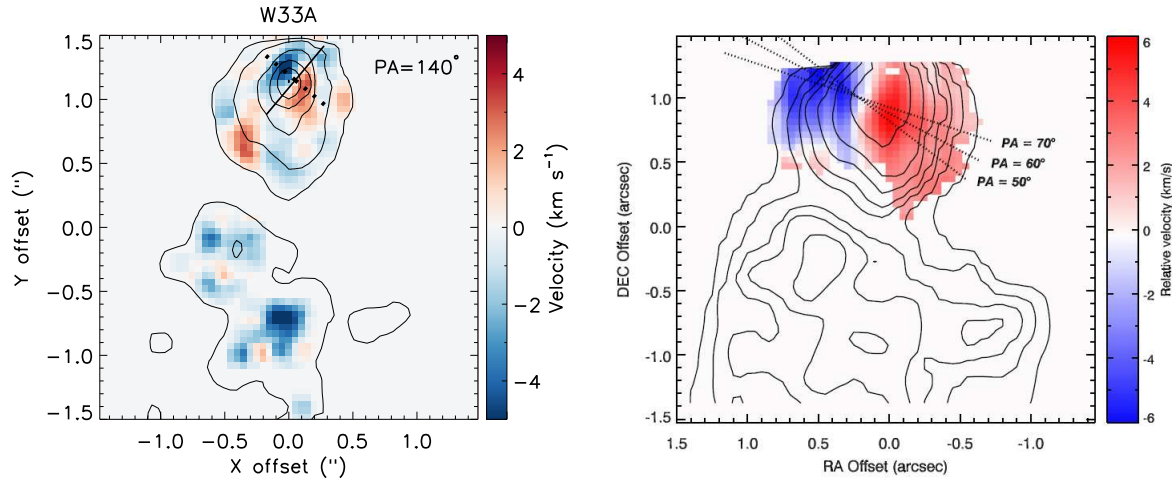 W33A
PA=140°
1.5
1.0
0.5
0.0
−0.5
−1.0
−1.5
Y offset (")
−1.0 −0.5 0.0 0.5 1.0
X offset (")
4
2
0
−2
−4
Velocity (km s⁻¹)
1.0
0.5
0.0
-0.5
-1.0
-1.5
DEC Offset (arcsec)
PA = 70°
PA = 60°
PA = 50°
1.5 1.0 0.5 0.0 -0.5 -1.0
RA Offset (arcsec)
6
4
2
0
-2
-4
-6
Relative velocity (km/s)